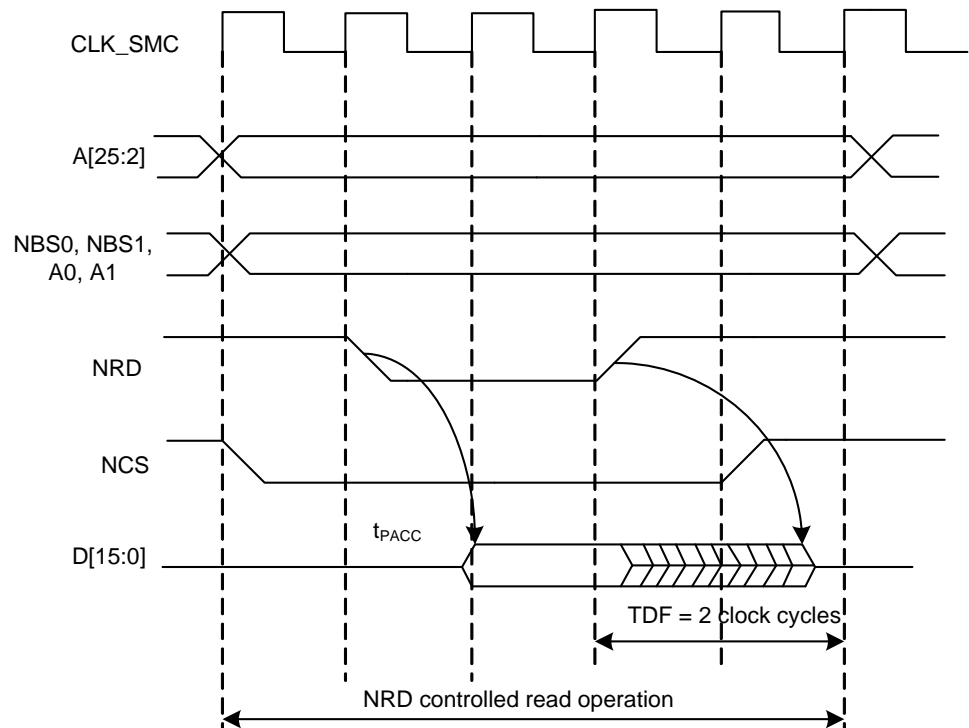 CLK_SMC
A[25:2]
NBS0, NBS1,
A0, A1
NRD
NCS
tPACC
D[15:0]
TDF = 2 clock cycles
NRD controlled read operation